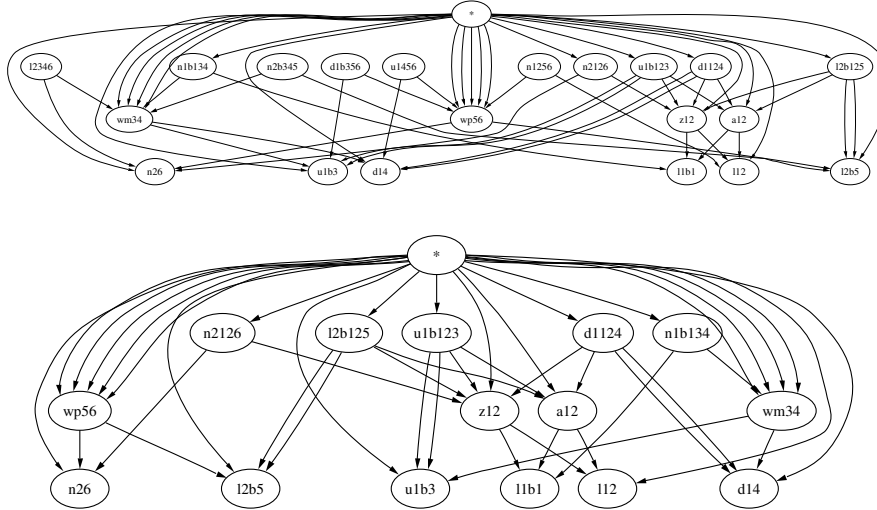 *
l2346 n1b134 n2b345 d1b356 u1456 n1256 n2126 u1b123 d1124 l2b125
wm34 wp56 z12 a12
n26 u1b3 d14 l1b1 l12 l2b5
*
n2126 l2b125 u1b123 d1124 n1b134
wp56 z12 a12 wm34
n26 l2b5 u1b3 l1b1 l12 d14